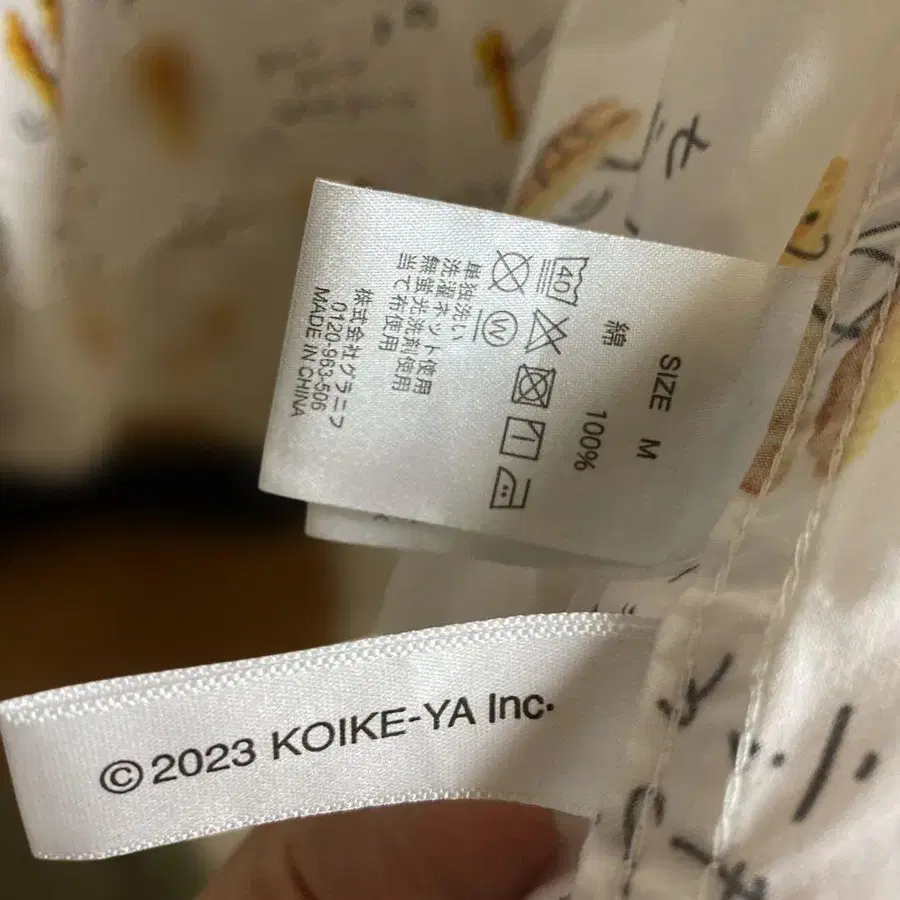 SIZE M
綿 100%
40
W
単独洗い
洗濯ネット使用
無蛍光洗剤使用
当て布使用
株式会社グラニフ
0120-963-506
MADE IN CHINA
©2023 KOIKE-YA Inc.